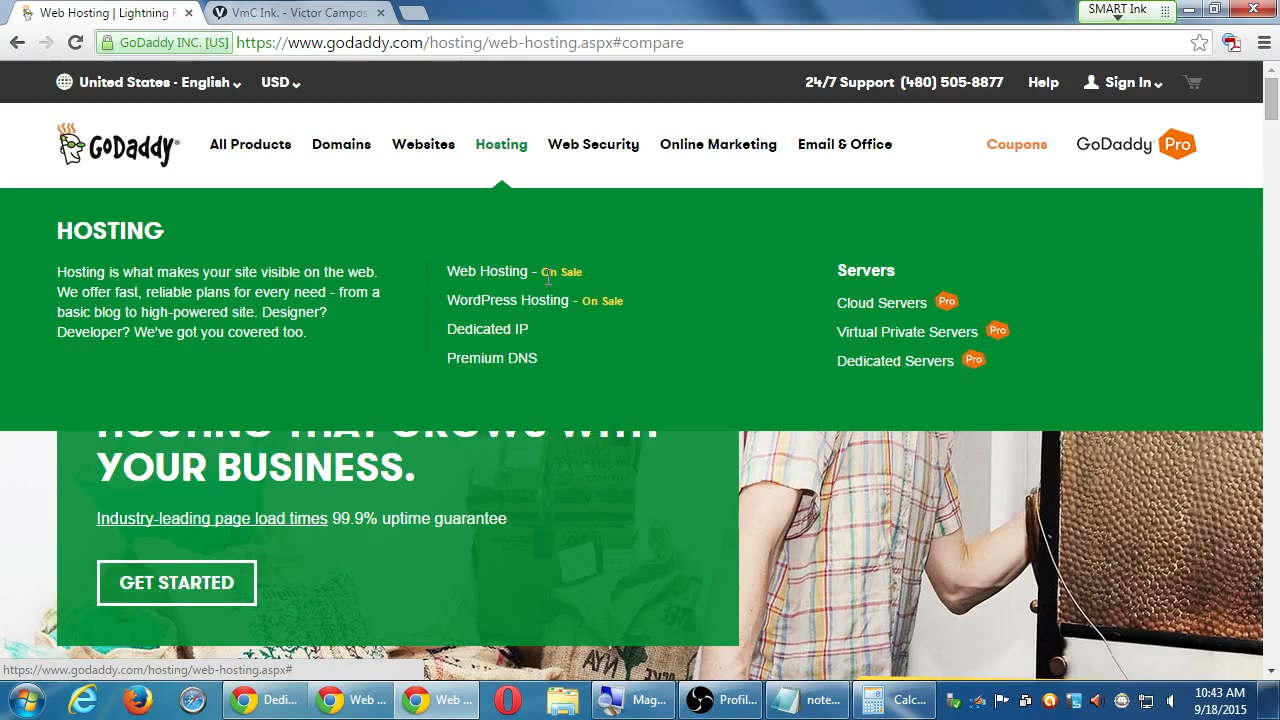 Web Hosting | Lightning F
VmC Ink. - Victor Campos
SMART Ink
GoDaddy INC. [US]
https://www.godaddy.com/hosting/web-hosting.aspx#compare
United States - English
USD
24/7 Support (480) 505-8877
Help
Sign In
GoDaddy
All Products
Domains
Websites
Hosting
Web Security
Online Marketing
Email & Office
Coupons
GoDaddy Pro
HOSTING
Hosting is what makes your site visible on the web.
We offer fast, reliable plans for every need - from a
basic blog to high-powered site. Designer?
Developer? We've got you covered too.
Web Hosting - On Sale
WordPress Hosting - On Sale
Dedicated IP
Premium DNS
Servers
Cloud Servers Pro
Virtual Private Servers Pro
Dedicated Servers Pro
HOSTING THAT GROWS WITH
YOUR BUSINESS.
Industry-leading page load times 99.9% uptime guarantee
GET STARTED
https://www.godaddy.com/hosting/web-hosting.aspx#
Dedi...
Web ...
Web ...
Mag...
Profil...
note...
Calc...
10:43 AM
9/18/2015